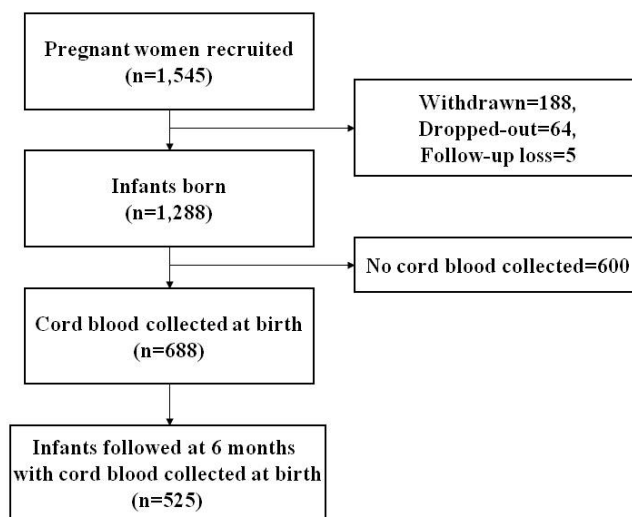 Pregnant women recruited
(n=1,545)
Withdrawn=188,
Dropped-out=64,
Follow-up loss=5
Infants born
(n=1,288)
No cord blood collected=600
Cord blood collected at birth
(n=688)
Infants followed at 6 months
with cord blood collected at birth
(n=525)